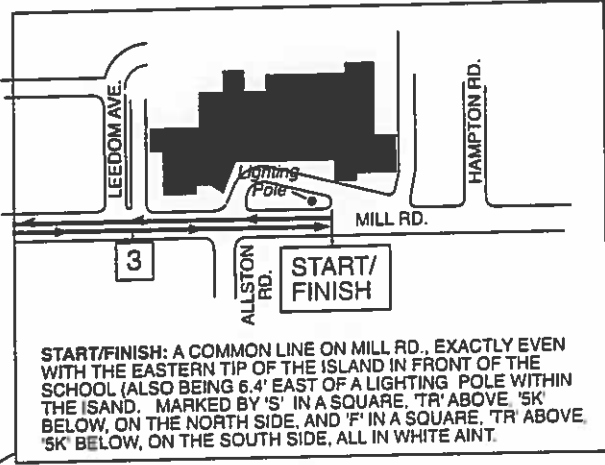 LEEDOM AVE.
HAMPTON RD.
Lighting
Pole
MILL RD.
3
ALLSTON
RD.
START/
FINISH
START/FINISH: A COMMON LINE ON MILL RD., EXACTLY EVEN
WITH THE EASTERN TIP OF THE ISLAND IN FRONT OF THE
SCHOOL (ALSO BEING 6.4' EAST OF A LIGHTING POLE WITHIN
THE ISAND. MARKED BY 'S' IN A SQUARE, 'TR' ABOVE, '5K'
BELOW, ON THE NORTH SIDE, AND 'F' IN A SQUARE, 'TR' ABOVE,
'5K' BELOW, ON THE SOUTH SIDE, ALL IN WHITE AINT.